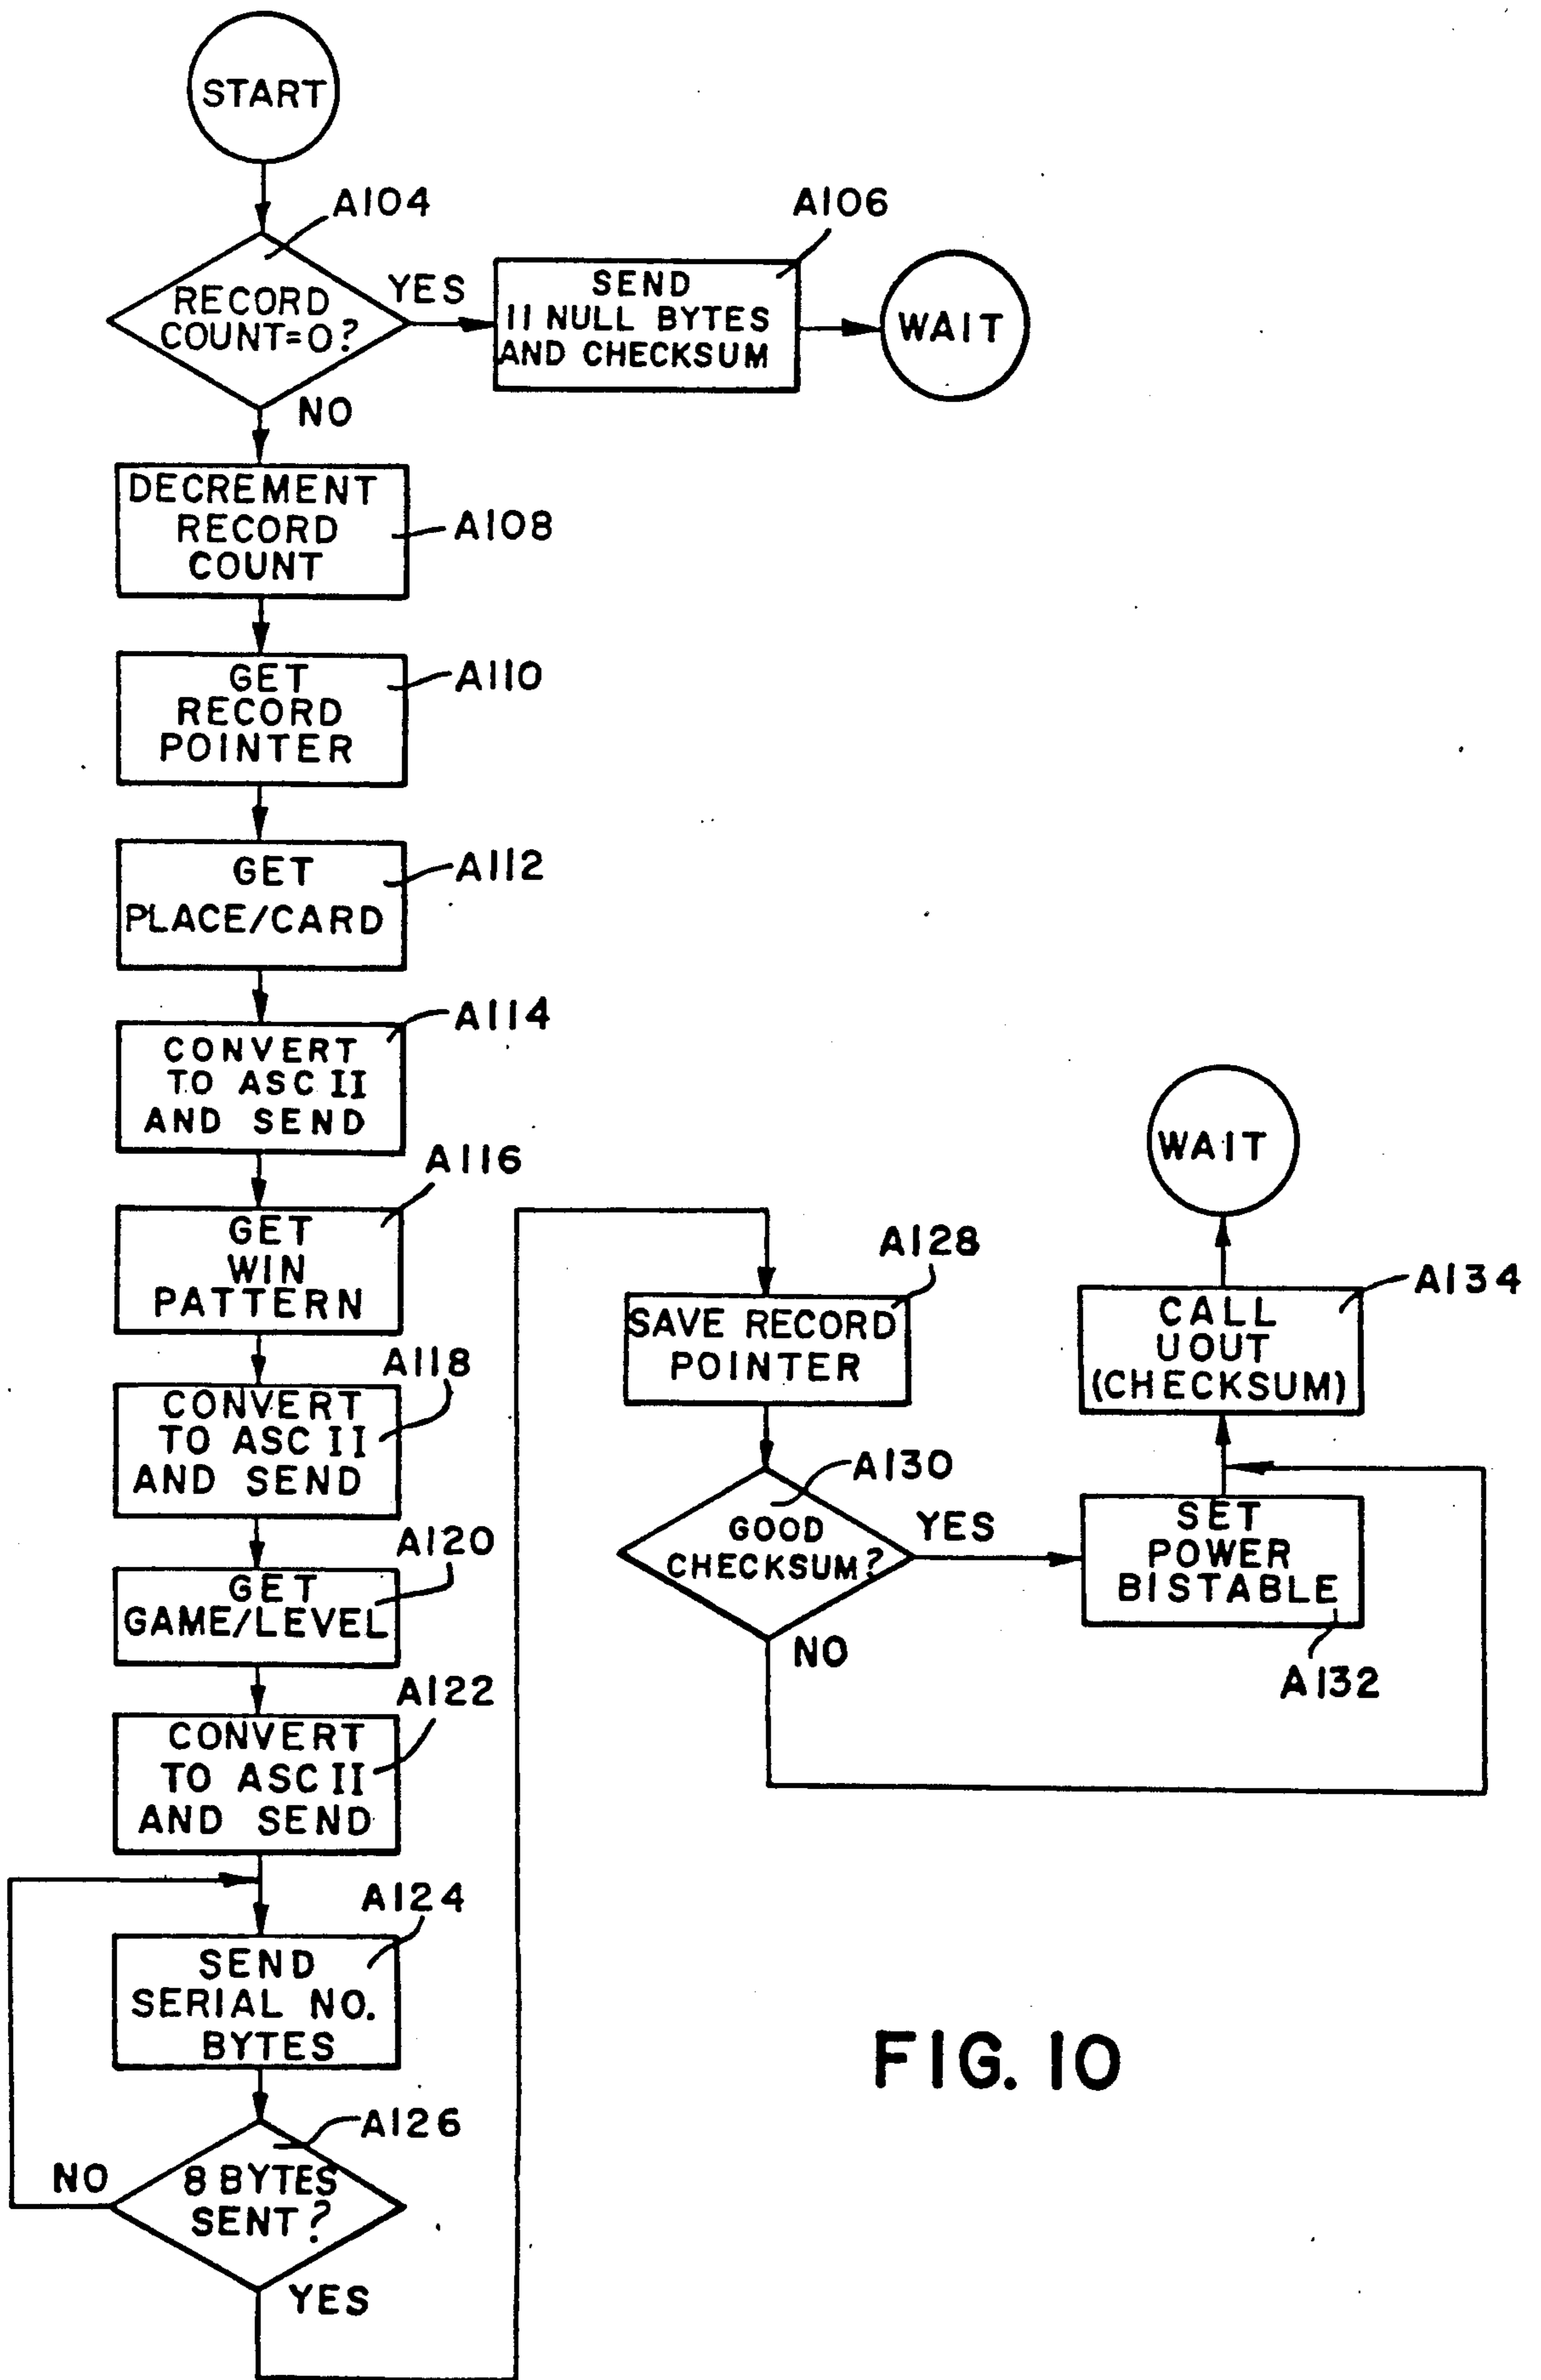 START
A104
RECORD
COUNT=0?
YES
A106
SEND
11 NULL BYTES
AND CHECKSUM
WAIT
NO
DECREMENT
RECORD
COUNT
A108
GET
RECORD
POINTER
A110
GET
PLACE/CARD
A112
CONVERT
TO ASCII
AND SEND
A114
GET
WIN
PATTERN
A116
CONVERT
TO ASCII
AND SEND
A118
GET
GAME/LEVEL
A120
CONVERT
TO ASCII
AND SEND
A122
SEND
SERIAL NO.
BYTES
A124
8 BYTES
SENT?
A126
NO
YES
SAVE RECORD
POINTER
A128
GOOD
CHECKSUM?
A130
YES
NO
SET
POWER
BISTABLE
A132
CALL
UOUT
(CHECKSUM)
A134
WAIT
FIG. 10